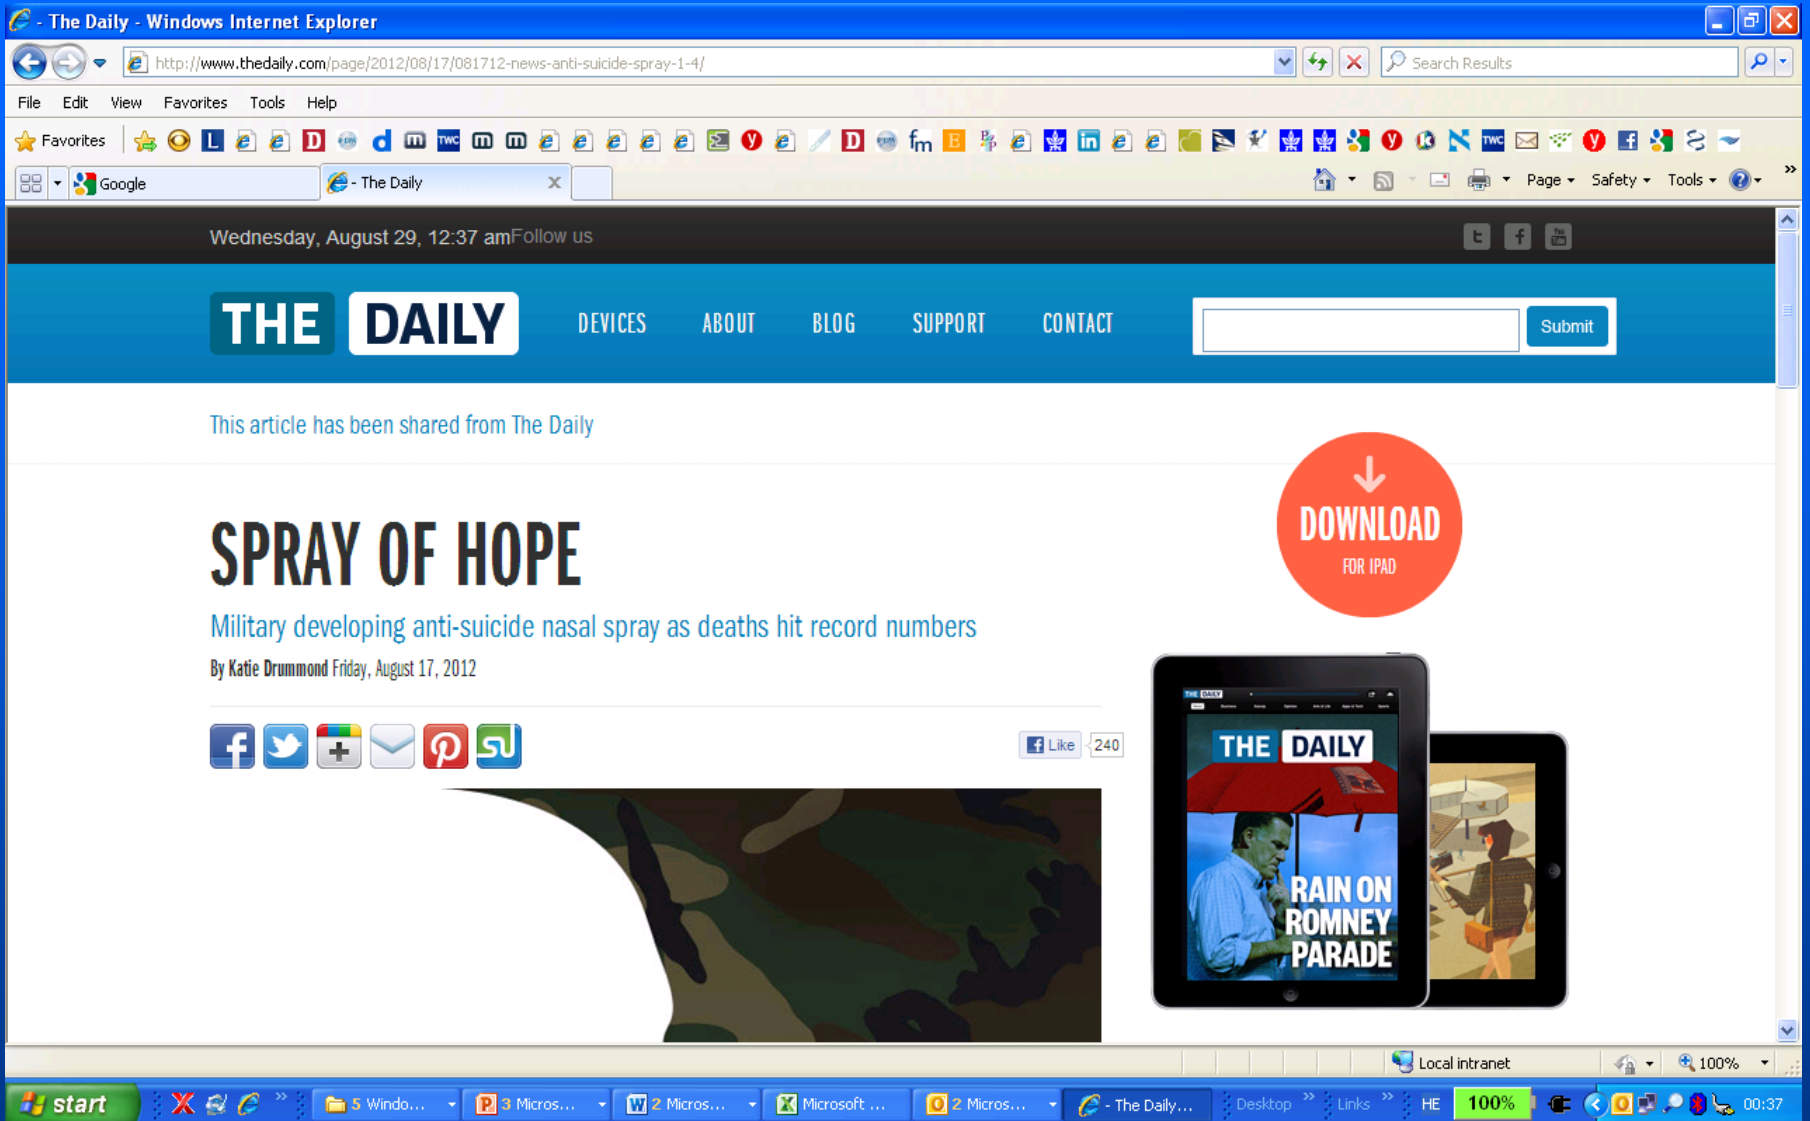 - The Daily - Windows Internet Explorer
http://www.thedaily.com/page/2012/08/17/081712-news-anti-suicide-spray-1-4/
Search Results
File Edit View Favorites Tools Help
Favorites
Google
- The Daily
Page Safety Tools
Wednesday, August 29, 12:37 amFollow us
THE DAILY
DEVICES ABOUT BLOG SUPPORT CONTACT
Submit
This article has been shared from The Daily
DOWNLOAD
FOR IPAD
SPRAY OF HOPE
Military developing anti-suicide nasal spray as deaths hit record numbers
By Katie Drummond Friday, August 17, 2012
Like 240
THE DAILY
THE DAILY
RAIN ON
ROMNEY
PARADE
Local intranet
100%
start
5 Windo...
3 Micros...
2 Micros...
Microsoft ...
2 Micros...
- The Daily...
Desktop
Links
HE
100%
00:37